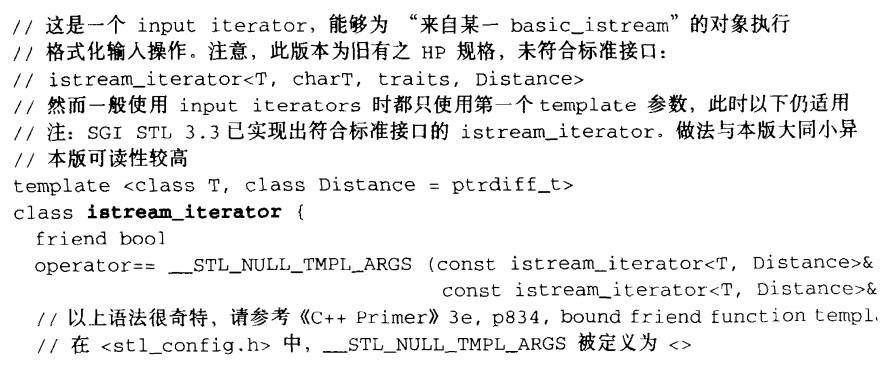 // 这是一个 input iterator, 能够为 “来自某一 basic_istream”的对象执行
// 格式化输入操作。注意, 此版本为旧有之 HP 规格, 未符合标准接口:
// istream_iterator<T, charT, traits, Distance>
// 然而一般使用 input iterators 时都只使用第一个 template 参数, 此时以下仍适用
// 注: SGI STL 3.3已实现出符合标准接口的 istream_iterator。做法与本版大同小异
// 本版可读性较高
template <class T, class Distance = ptrdiff_t>
class istream_iterator {
friend bool
operator== __STL_NULL_TMPL_ARGS (const istream_iterator<T, Distance>&
const istream_iterator<T, Distance>&
// 以上语法很奇特, 请参考《C++ Primer》3e, p834, bound friend function
// 在 <stl_config.h> 中, __STL_NULL_TMPL_ARGS 被定义为 <>